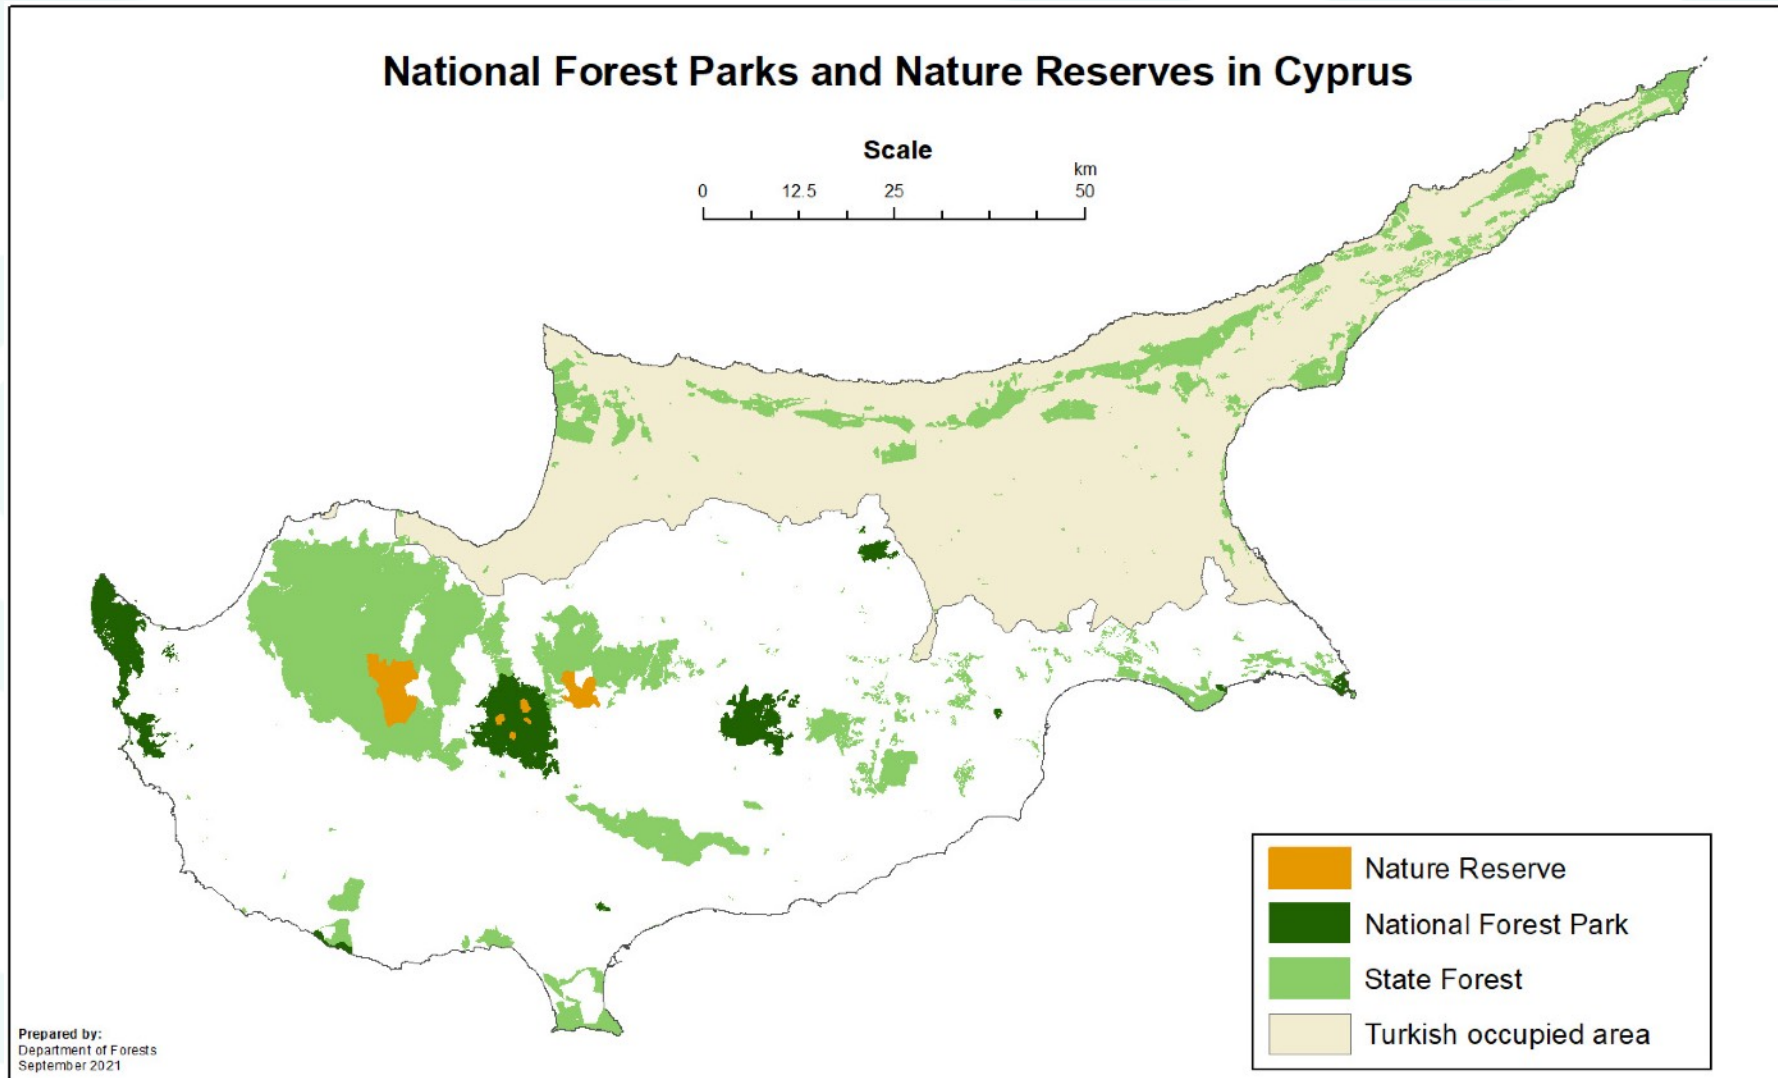 National Forest Parks and Nature Reserves in Cyprus
Scale
km
0 12.5 25 50
Nature Reserve
National Forest Park
State Forest
Turkish occupied area
Prepared by:
Department of Forests
September 2021